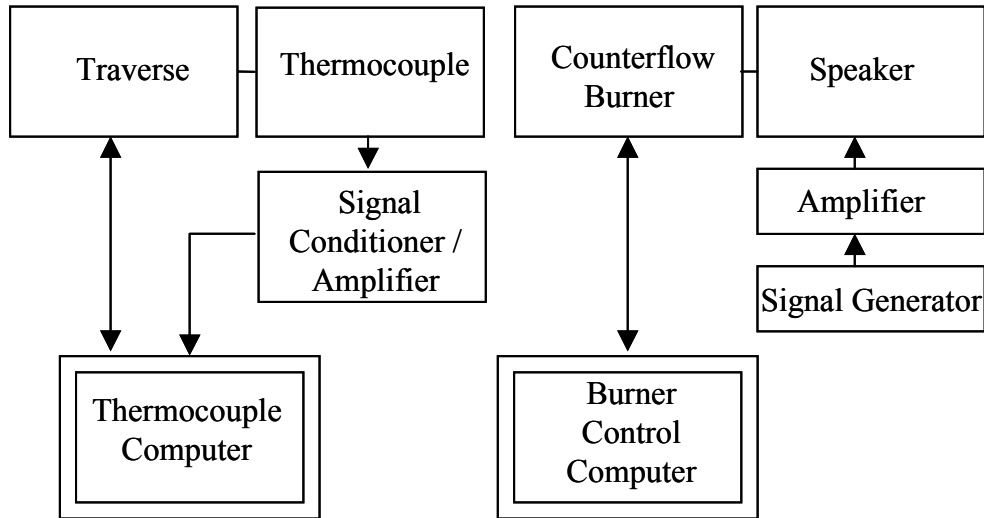 Traverse
Thermocouple
Counterflow
Burner
Speaker
Signal
Conditioner /
Amplifier
Amplifier
Signal Generator
Thermocouple
Computer
Burner
Control
Computer